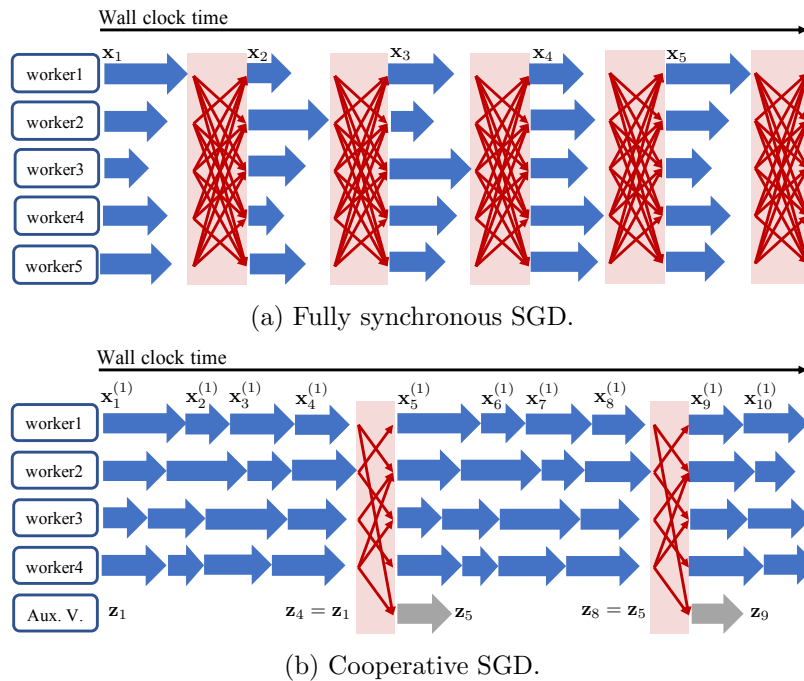 Wall clock time
x₁ x₂ x₃ x₄ x₅
worker1
worker2
worker3
worker4
worker5
(a) Fully synchronous SGD.
Wall clock time
x₁⁽¹⁾ x₂⁽¹⁾ x₃⁽¹⁾ x₄⁽¹⁾ x₅⁽¹⁾ x₆⁽¹⁾ x₇⁽¹⁾ x₈⁽¹⁾ x₉⁽¹⁾ x₁₀⁽¹⁾
worker1
worker2
worker3
worker4
Aux. V. z₁ z₄ = z₁ z₅ z₈ = z₅ z₉
(b) Cooperative SGD.